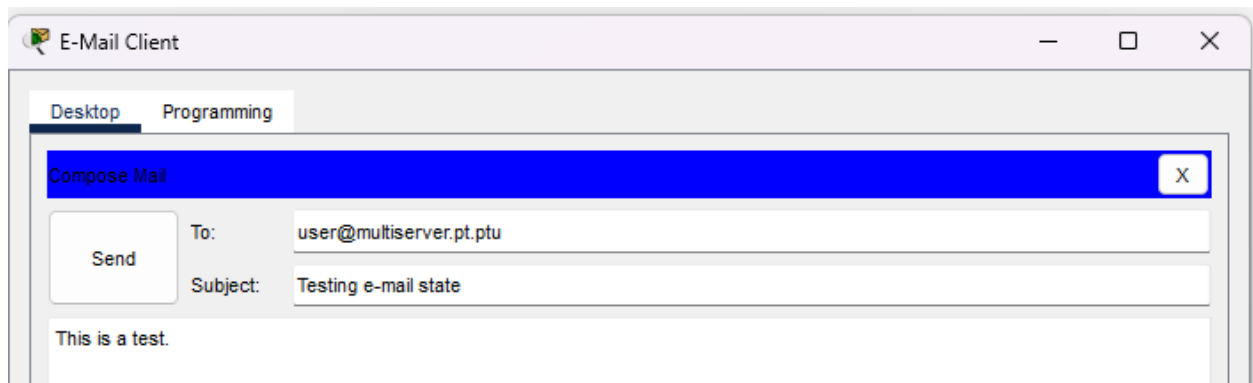 E-Mail Client
Desktop Programming
Compose Mail X
Send
To: user@multiserver.pt.ptu
Subject: Testing e-mail state
This is a test.